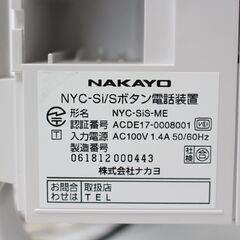 NAKAYO
NYC-Si/Sボタン電話装置
形名 NYC-SiS-ME
認証番号 ACDE17-0008001
入力電源 AC100V 1.4A 50/60Hz
製造番号
061812000443
株式会社ナカヨ
お問合わせは 取扱店
TEL